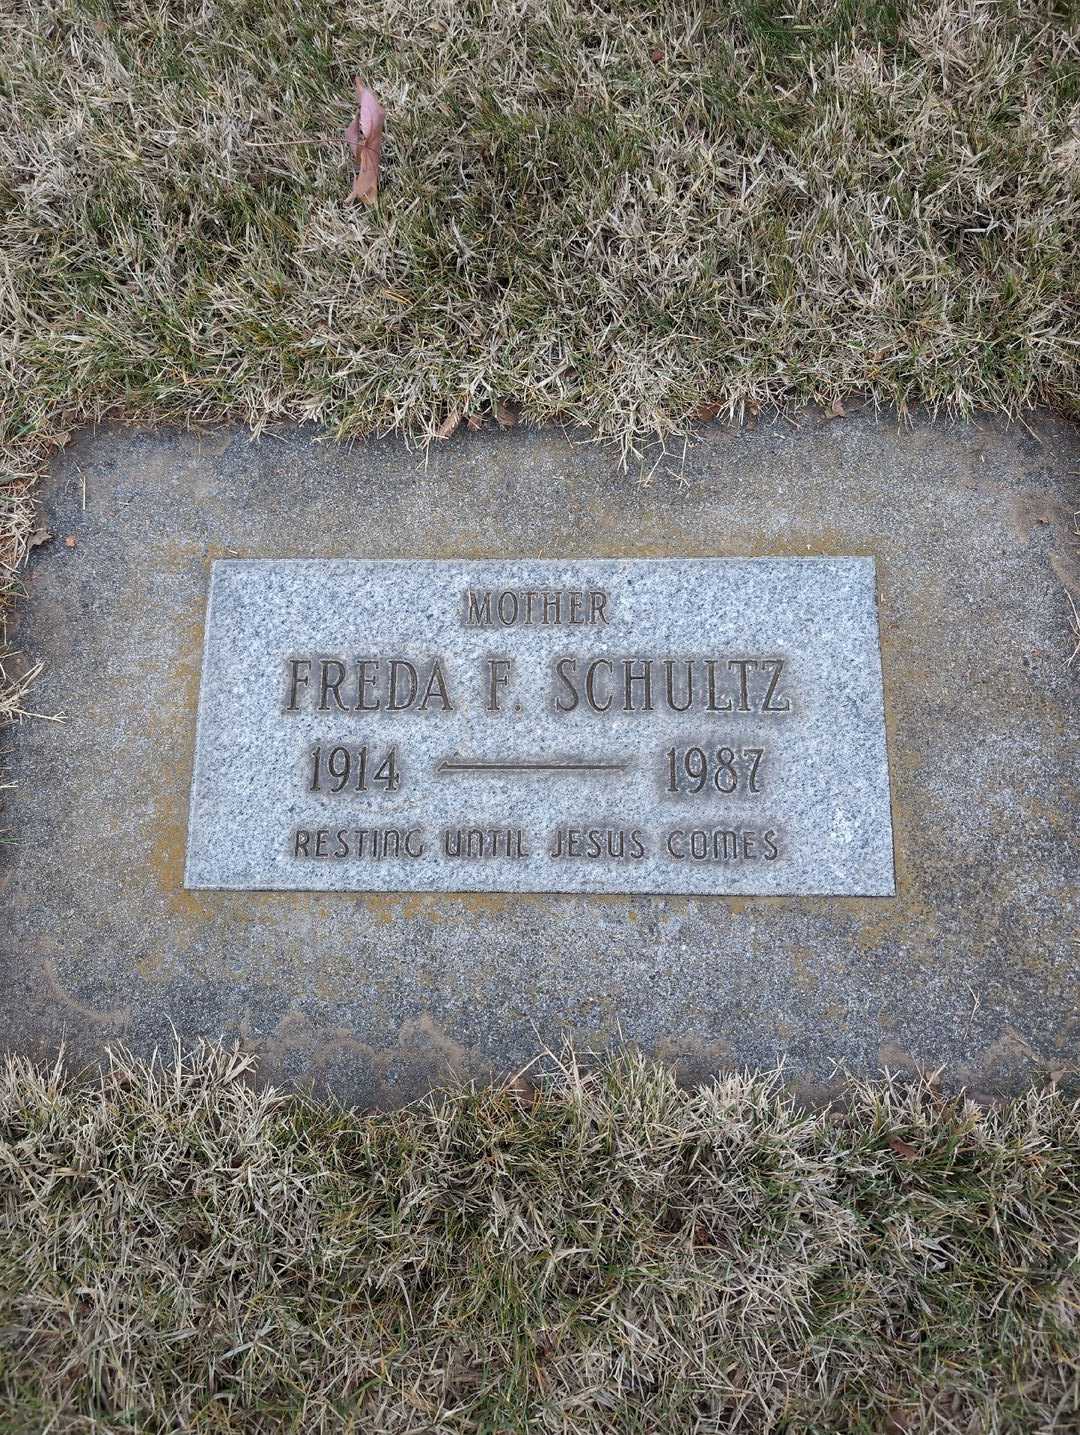 MOTHER
FREDA F. SCHULTZ
1914 — 1987
RESTING UNTIL JESUS COMES